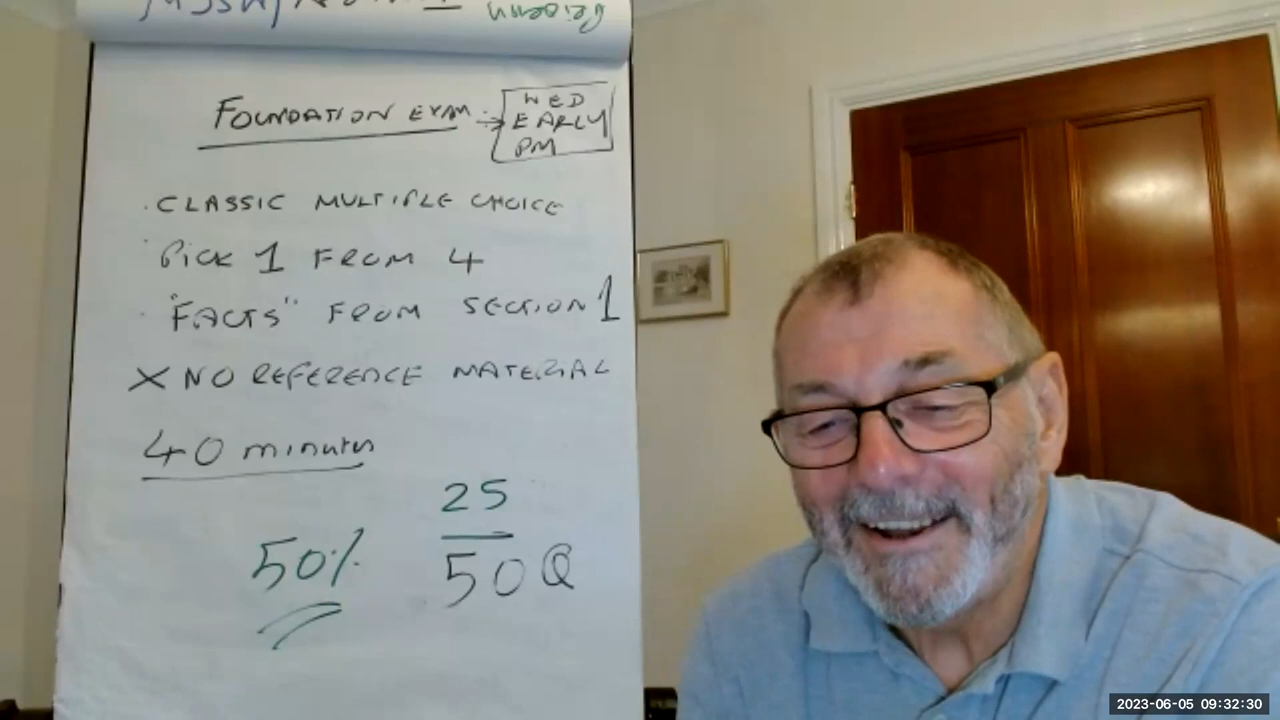 FOUNDATION EXAM → WED
EARLY
PM
· CLASSIC MULTIPLE CHOICE
· PICK 1 FROM 4
· "FACTS" FROM SECTION 1
X NO REFERENCE MATERIAL
40 minutes
25
50% 50Q
2023-06-05 09:32:30